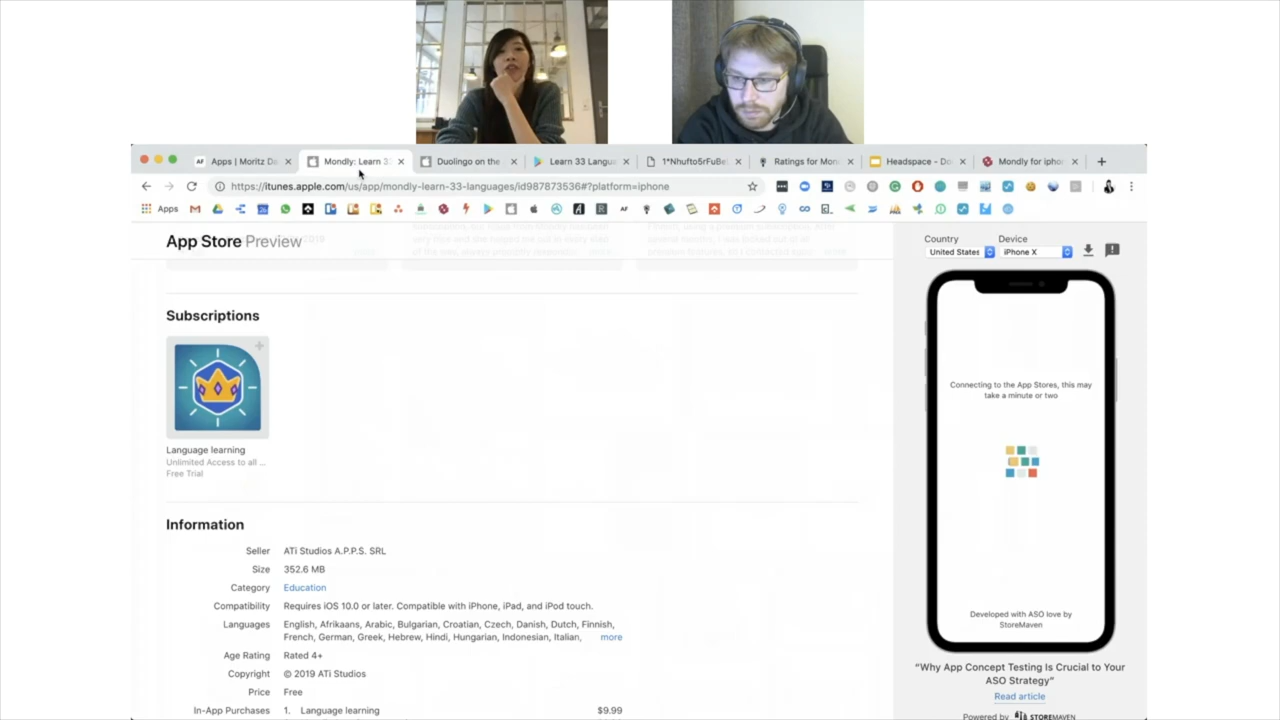 Apps | Moritz Da
Mondly: Learn 3
Duolingo on the
Learn 33 Langu
1*Nhufto5rFuBe
Ratings for Mon
Headspace - Do
Mondly for ipho
https://itunes.apple.com/us/app/mondly-learn-33-languages/id987873536#?platform=iphone
Apps
App Store Preview
Country
Device
United States
iPhone X
Subscriptions
Language learning
Unlimited Access to all ...
Free Trial
Connecting to the App Stores, this may
take a minute or two
Information
Seller ATi Studios A.P.P.S. SRL
Size 352.6 MB
Category Education
Compatibility Requires iOS 10.0 or later. Compatible with iPhone, iPad, and iPod touch.
Languages English, Afrikaans, Arabic, Bulgarian, Croatian, Czech, Danish, Dutch, Finnish,
French, German, Greek, Hebrew, Hindi, Hungarian, Indonesian, Italian, more
Age Rating Rated 4+
Copyright © 2019 ATi Studios
Price Free
In-App Purchases 1. Language learning $9.99
Developed with ASO love by
StoreMaven
“Why App Concept Testing Is Crucial to Your
ASO Strategy”
Read article
Powered by STOREMAVEN